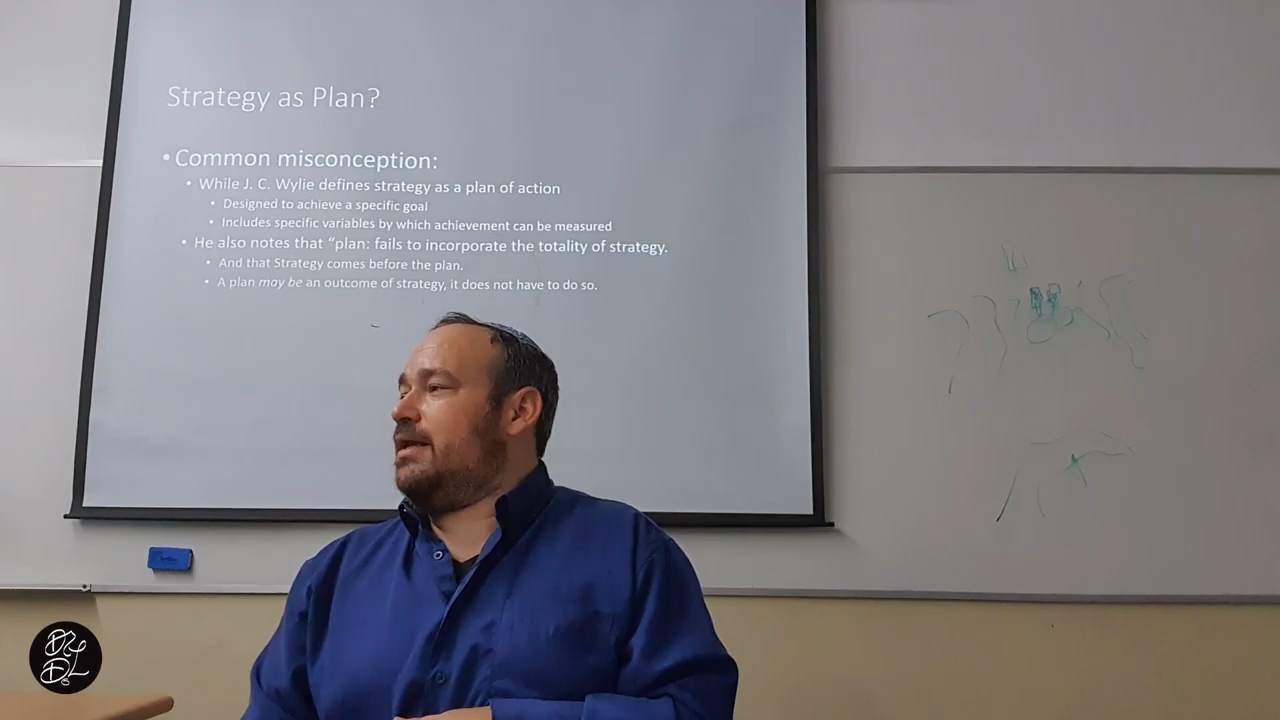 Strategy as Plan?
• Common misconception:
• While J. C. Wylie defines strategy as a plan of action
• Designed to achieve a specific goal
• Includes specific variables by which achievement can be measured
• He also notes that “plan: fails to incorporate the totality of strategy.
• And that Strategy comes before the plan.
• A plan may be an outcome of strategy, it does not have to do so.